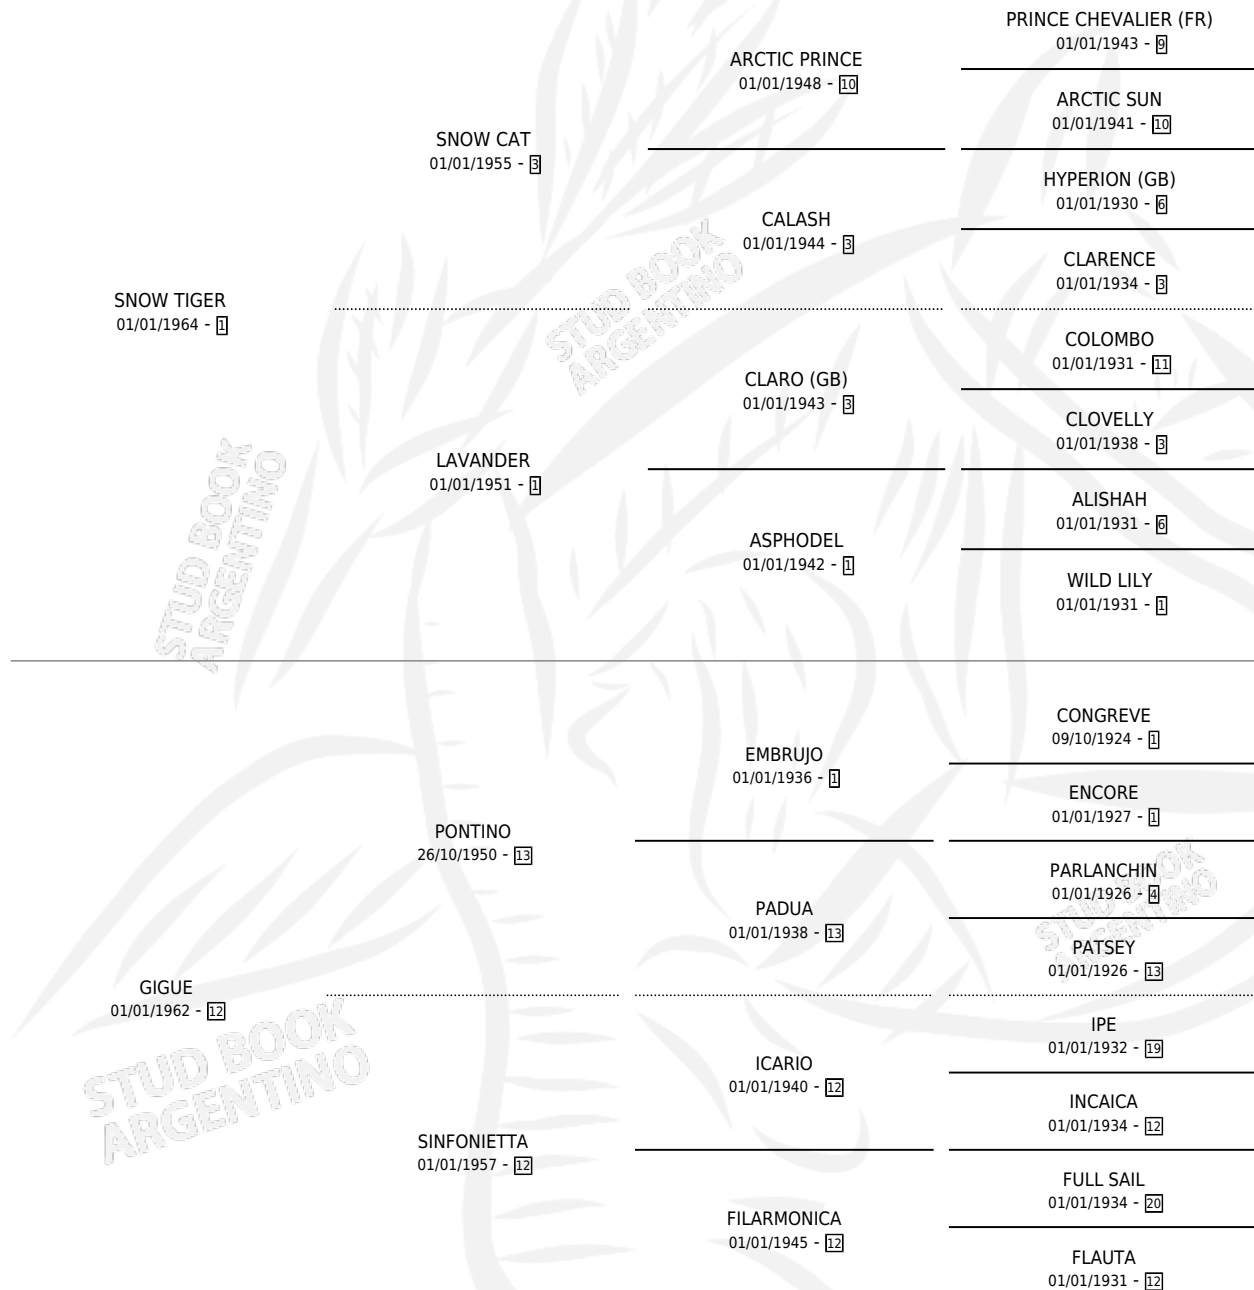 PRINCE CHEVALIER (FR)
01/01/1943 - 9
ARCTIC PRINCE
01/01/1948 - 10
ARCTIC SUN
01/01/1941 - 10
SNOW CAT
01/01/1955 - 3
HYPERION (GB)
01/01/1930 - 6
CALASH
01/01/1944 - 3
CLARENCE
01/01/1934 - 3
SNOW TIGER
01/01/1964 - 1
COLOMBO
01/01/1931 - 11
CLARO (GB)
01/01/1943 - 3
CLOVELLY
01/01/1938 - 3
LAVANDER
01/01/1951 - 1
ALISHAH
01/01/1931 - 6
ASPHODEL
01/01/1942 - 1
WILD LILY
01/01/1931 - 1
CONGREVE
09/10/1924 - 1
EMBRUJO
01/01/1936 - 1
ENCORE
01/01/1927 - 1
PONTINO
26/10/1950 - 13
PARLANCHIN
01/01/1926 - 4
PADUA
01/01/1938 - 13
PATSEY
01/01/1926 - 13
GIGUE
01/01/1962 - 12
IPE
01/01/1932 - 19
ICARIO
01/01/1940 - 12
INCAICA
01/01/1934 - 12
SINFONIETTA
01/01/1957 - 12
FULL SAIL
01/01/1934 - 20
FILARMONICA
01/01/1945 - 12
FLAUTA
01/01/1931 - 12
STUD BOOK
ARGENTINO
STUD BOOK
ARGENTINO
STUD BOOK
ARGENTINO
STUD BOOK
ARGENTINO